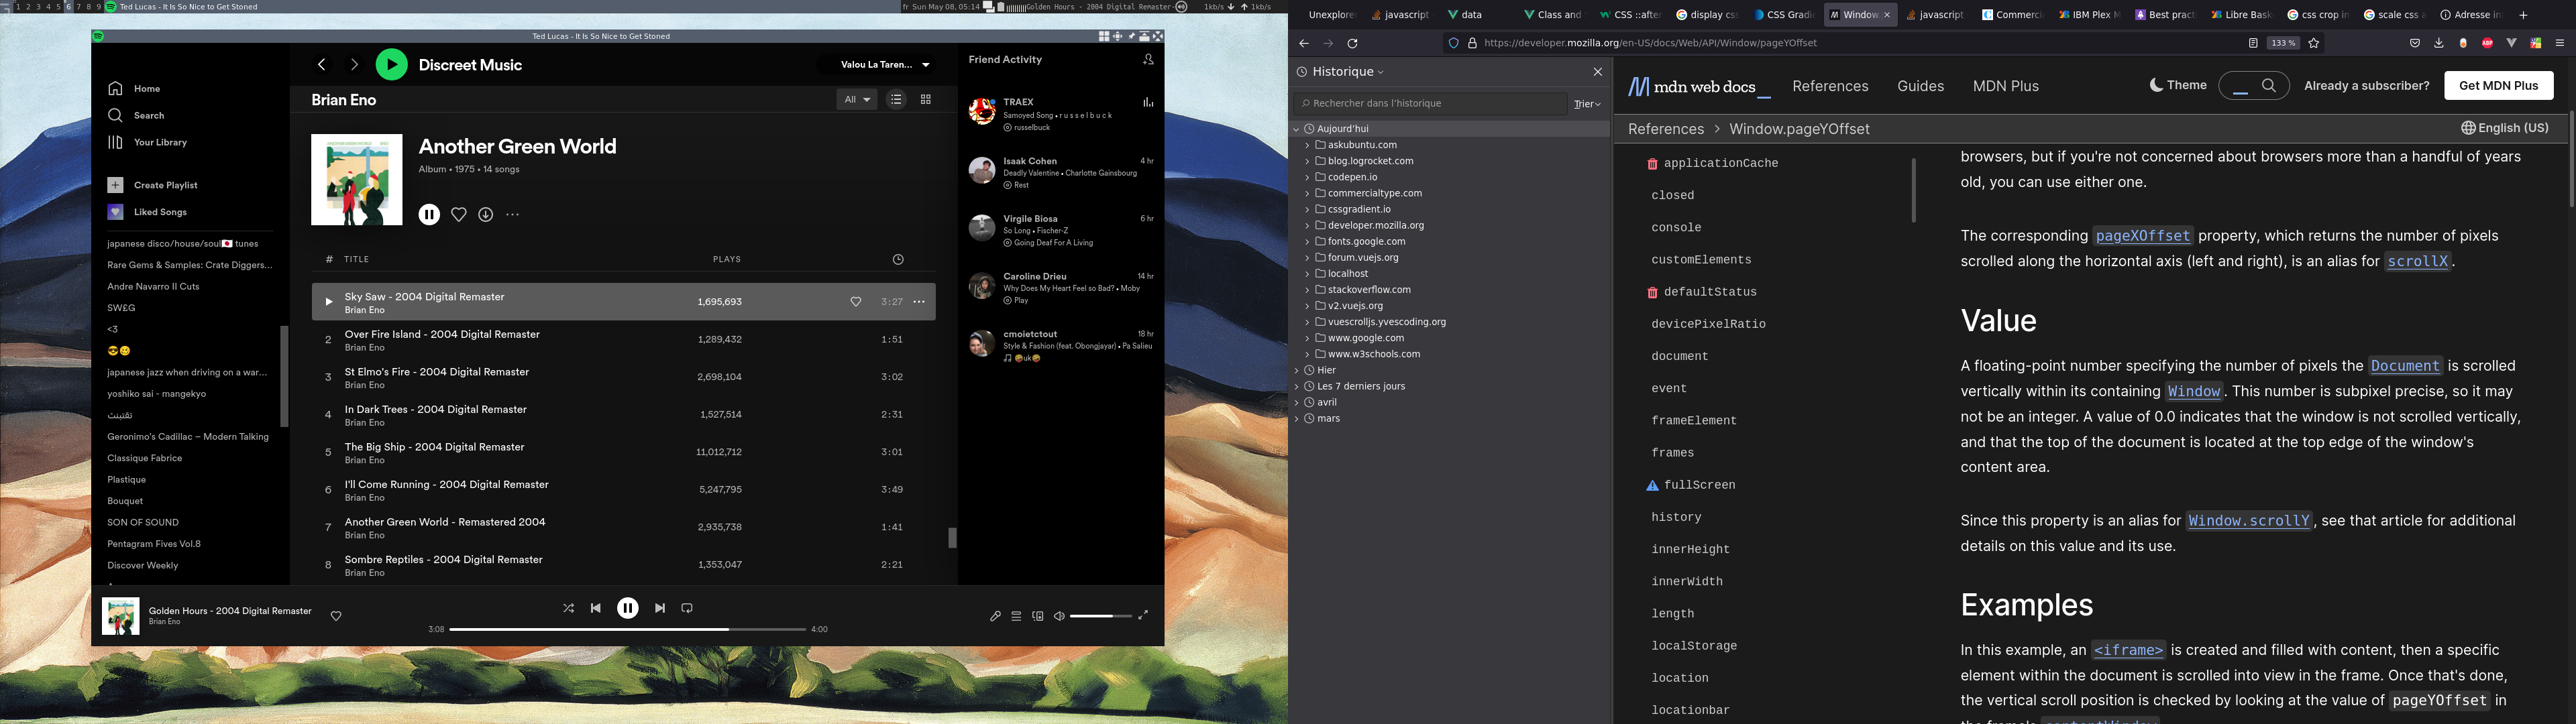 1 2 3 4 5 6 7 8 9 Ted Lucas - It Is So Nice to Get Stoned
fr Sun May 08, 05:14
Golden Hours - 2004 Digital Remaster-
1kb/s 1kb/s
Ted Lucas - It Is So Nice to Get Stoned
Home
Search
Your Library
Create Playlist
Liked Songs
japanese disco/house/soul🇯🇵 tunes
Rare Gems & Samples: Crate Diggers...
Andre Navarro II Cuts
SW£G
<3
😎🥴
japanese jazz when driving on a war...
yoshiko sai - mangekyo
Geronimo's Cadillac – Modern Talking
Classique Fabrice
Plastique
Bouquet
SON OF SOUND
Pentagram Fives Vol.8
Discover Weekly
Discreet Music
Valou La Taren...
Brian Eno
All
Another Green World
Album • 1975 • 14 songs
# TITLE PLAYS
Sky Saw - 2004 Digital Remaster
Brian Eno
1,695,693 3:27
2 Over Fire Island - 2004 Digital Remaster
Brian Eno
1,289,432 1:51
3 St Elmo's Fire - 2004 Digital Remaster
Brian Eno
2,698,104 3:02
4 In Dark Trees - 2004 Digital Remaster
Brian Eno
1,527,514 2:31
5 The Big Ship - 2004 Digital Remaster
Brian Eno
11,012,712 3:01
6 I'll Come Running - 2004 Digital Remaster
Brian Eno
5,247,795 3:49
7 Another Green World - Remastered 2004
Brian Eno
2,935,738 1:41
8 Sombre Reptiles - 2004 Digital Remaster
Brian Eno
1,353,047 2:21
Friend Activity
TRAEX
Samoyed Song • r u s s e l b u c k
russelbuck
Isaak Cohen 4 hr
Deadly Valentine • Charlotte Gainsbourg
Rest
Virgile Biosa 6 hr
So Long • Fischer-Z
Going Deaf For A Living
Caroline Drieu 14 hr
Why Does My Heart Feel so Bad? • Moby
Play
cmoietctout 18 hr
Style & Fashion (feat. Obongjayar) • Pa Salieu
uk
Golden Hours - 2004 Digital Remaster
Brian Eno
3:08 4:00
Unexplore
javascript
data
Class and
CSS ::after
display cs
CSS Gradi
Window.
javascript
Commerci
IBM Plex M
Best pract
Libre Bask
css crop in
scale css a
Adresse in
https://developer.mozilla.org/en-US/docs/Web/API/Window/pageYOffset
133 %
Historique
Rechercher dans l'historique
Trier
Aujourd'hui
askubuntu.com
blog.logrocket.com
codepen.io
commercialtype.com
cssgradient.io
developer.mozilla.org
fonts.google.com
forum.vuejs.org
localhost
stackoverflow.com
v2.vuejs.org
vuescrolljs.yvescoding.org
www.google.com
www.w3schools.com
Hier
Les 7 derniers jours
avril
mars
mdn web docs
References Guides MDN Plus
Theme
Already a subscriber?
Get MDN Plus
References > Window.pageYOffset
English (US)
applicationCache
closed
console
customElements
defaultStatus
devicePixelRatio
document
event
frameElement
frames
fullScreen
history
innerHeight
innerWidth
length
localStorage
location
locationbar
browsers, but if you're not concerned about browsers more than a handful of years
old, you can use either one.
The corresponding pageXOffset property, which returns the number of pixels
scrolled along the horizontal axis (left and right), is an alias for scrollX.
Value
A floating-point number specifying the number of pixels the Document is scrolled
vertically within its containing Window. This number is subpixel precise, so it may
not be an integer. A value of 0.0 indicates that the window is not scrolled vertically,
and that the top of the document is located at the top edge of the window's
content area.
Since this property is an alias for Window.scrollY, see that article for additional
details on this value and its use.
Examples
In this example, an <iframe> is created and filled with content, then a specific
element within the document is scrolled into view in the frame. Once that's done,
the vertical scroll position is checked by looking at the value of pageYOffset in